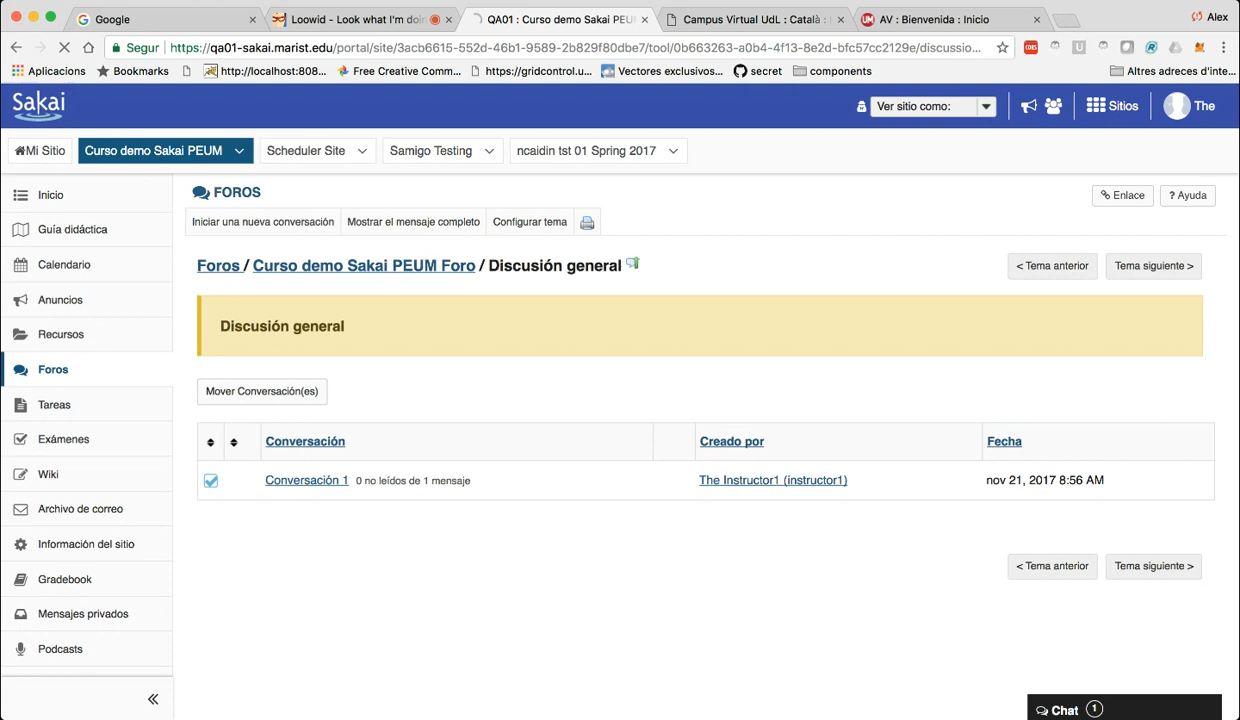 Google
Loowid - Look what I'm doin
QA01 : Curso demo Sakai PEU
Campus Virtual UdL : Català :
AV : Bienvenida : Inicio
Alex
Segur
https://qa01-sakai.marist.edu/portal/site/3acb6615-552d-46b1-9589-2b829f80dbe7/tool/0b663263-a0b4-4f13-8e2d-bfc57cc2129e/discussio...
Aplicacions
Bookmarks
http://localhost:808...
Free Creative Comm...
https://gridcontrol.u...
Vectores exclusivos...
secret
components
Altres adreces d'inte...
Sakai
Ver sitio como:
Sitios
The
Mi Sitio
Curso demo Sakai PEUM
Scheduler Site
Samigo Testing
ncaidin tst 01 Spring 2017
Inicio
Guía didáctica
Calendario
Anuncios
Recursos
Foros
Tareas
Exámenes
Wiki
Archivo de correo
Información del sitio
Gradebook
Mensajes privados
Podcasts
FOROS
Enlace
? Ayuda
Iniciar una nueva conversación
Mostrar el mensaje completo
Configurar tema
Foros / Curso demo Sakai PEUM Foro / Discusión general
< Tema anterior
Tema siguiente >
Discusión general
Mover Conversación(es)
Conversación
Creado por
Fecha
Conversación 1 0 no leídos de 1 mensaje
The Instructor1 (instructor1)
nov 21, 2017 8:56 AM
< Tema anterior
Tema siguiente >
Chat 1